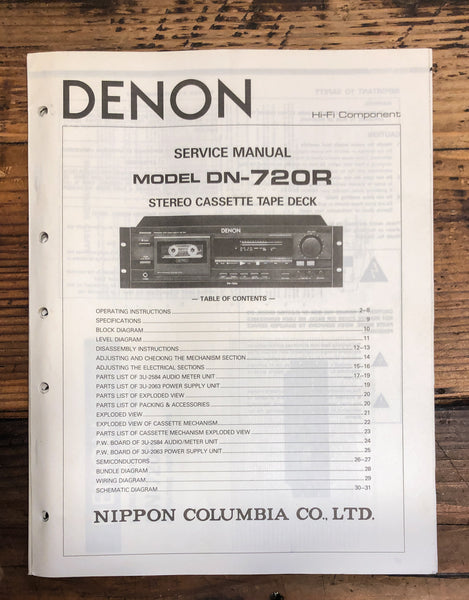 DENON
Hi-Fi Component
SERVICE MANUAL
MODEL DN-720R
STEREO CASSETTE TAPE DECK
DENON
— TABLE OF CONTENTS —
OPERATING INSTRUCTIONS 2–8
SPECIFICATIONS 9
BLOCK DIAGRAM 10
LEVEL DIAGRAM 11
DISASSEMBLY INSTRUCTIONS 12–13
ADJUSTING AND CHECKING THE MECHANISM SECTION 14
ADJUSTING THE ELECTRICAL SECTIONS 15–16
PARTS LIST OF 3U-2584 AUDIO METER UNIT 17–19
PARTS LIST OF 3U-2063 POWER SUPPLY UNIT 19
PARTS LIST OF EXPLODED VIEW 20
PARTS LIST OF PACKING & ACCESSORIES 20
EXPLODED VIEW 21
EXPLODED VIEW OF CASSETTE MECHANISM 22
PARTS LIST OF CASSETTE MECHANISM EXPLODED VIEW 23
P.W. BOARD OF 3U-2584 AUDIO/METER UNIT 24
P.W. BOARD OF 3U-2063 POWER SUPPLY UNIT 25
SEMICONDUCTORS 26–27
BUNDLE DIAGRAM 28
WIRING DIAGRAM 29
SCHEMATIC DIAGRAM 30–31
NIPPON COLUMBIA CO., LTD.